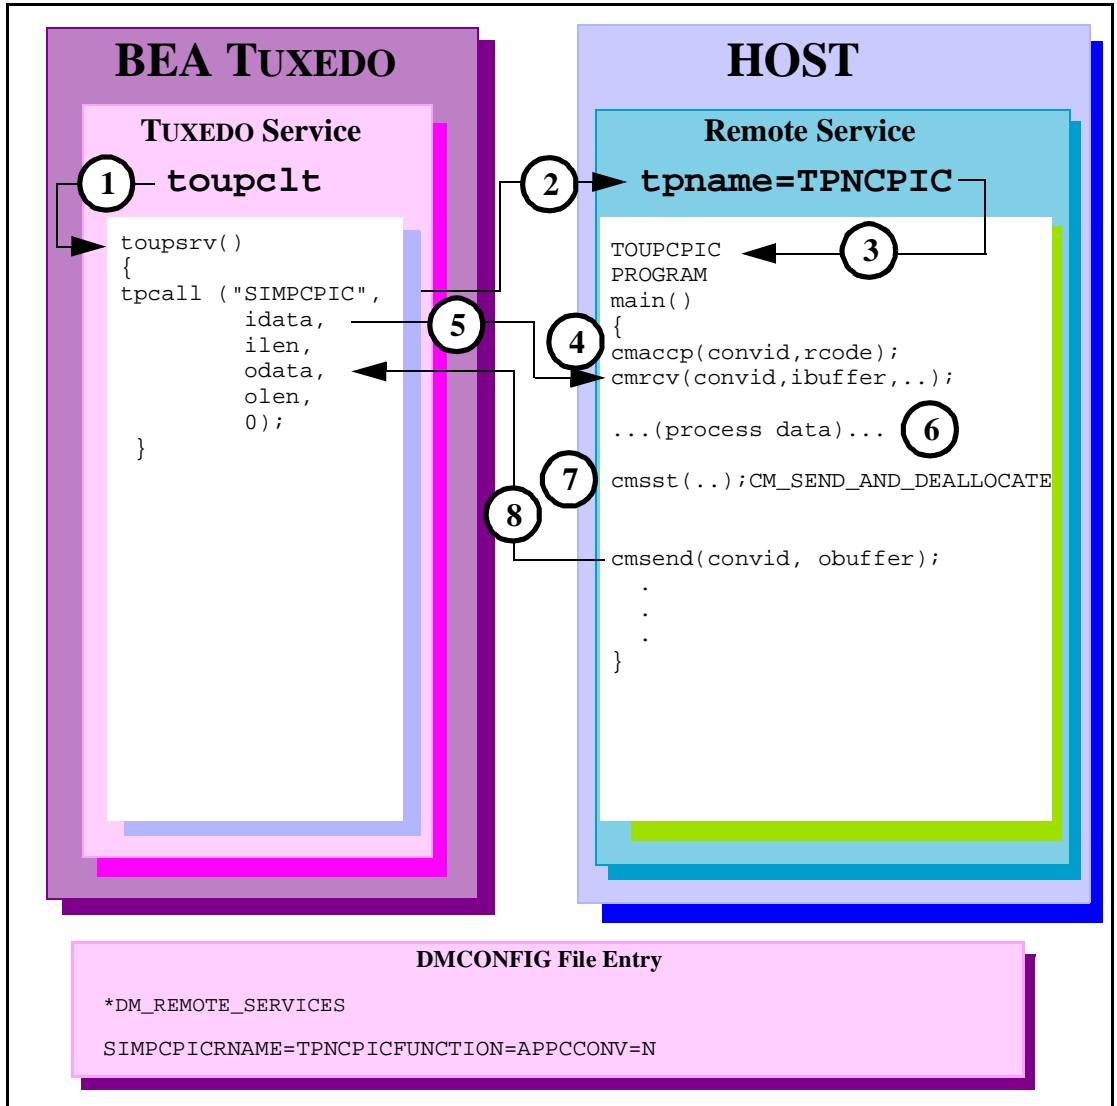 BEA TUXEDO
TUXEDO Service
1
toupclt
toupsrv()
{
tpcall ("SIMPCPIC",
idata,
ilen,
odata,
olen,
0);
}
2
5
8
HOST
Remote Service
tpname=TPNCPIC
3
TOUPCPIC
PROGRAM
main()
{
4
cmaccp(convid,rcode);
cmrcv(convid,ibuffer,..);
...(process data)...
6
7
cmsst(..);CM_SEND_AND_DEALLOCATE
cmsend(convid, obuffer);
.
.
.
}
DMCONFIG File Entry
*DM_REMOTE_SERVICES
SIMPCPICRNAME=TPNCPICFUNCTION=APPCCONV=N